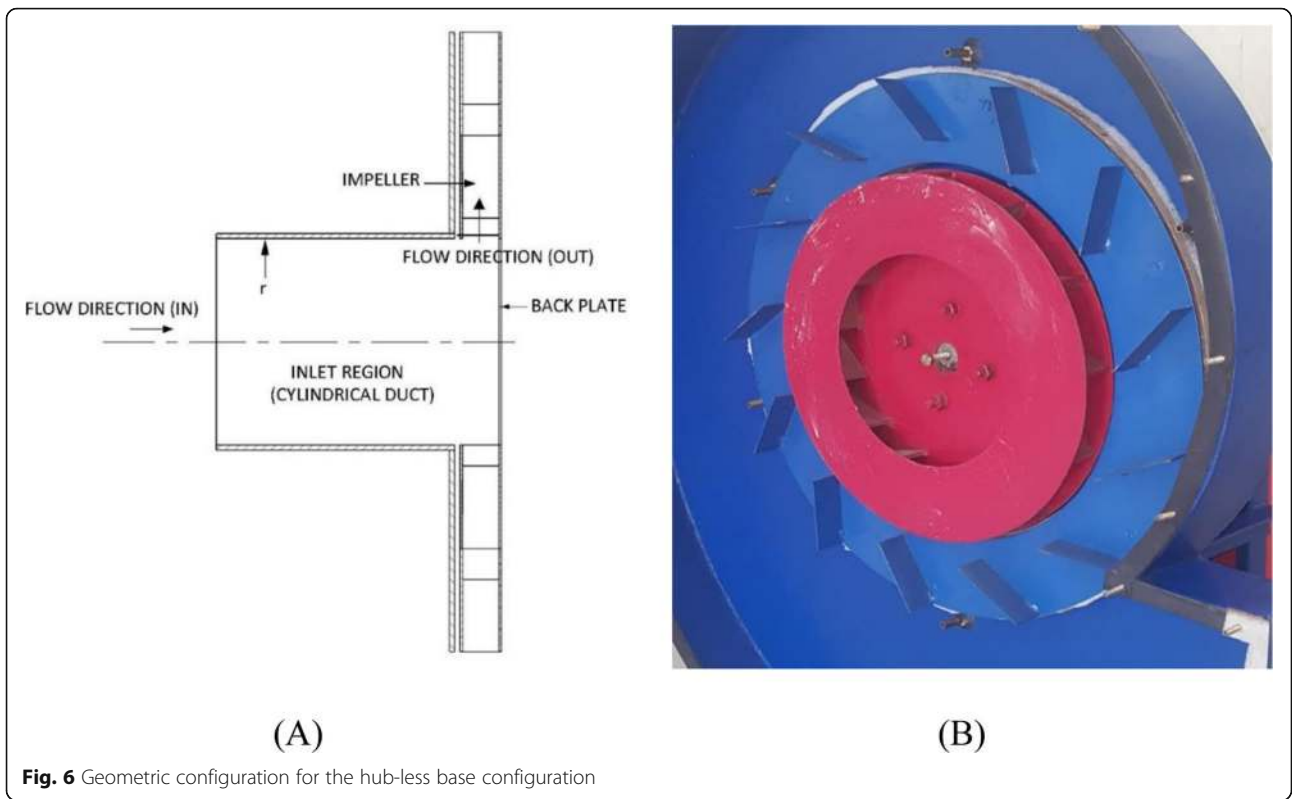 IMPELLER
FLOW DIRECTION (OUT)
r
FLOW DIRECTION (IN)
BACK PLATE
INLET REGION
(CYLINDRICAL DUCT)
(A)
(B)
Fig. 6 Geometric configuration for the hub-less base configuration